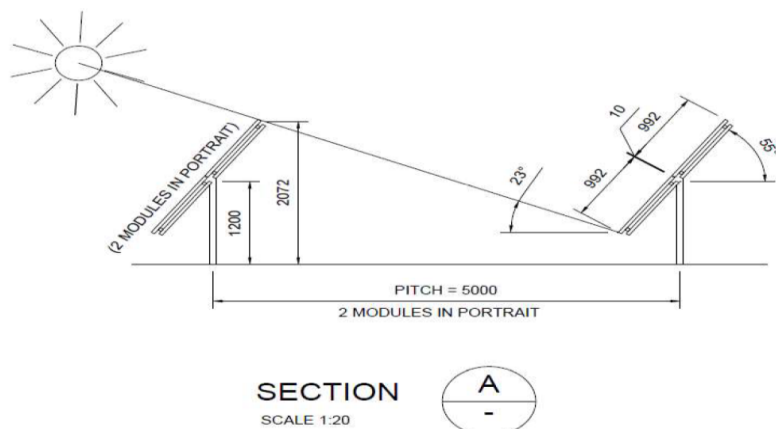 (2 MODULES IN PORTRAIT)
1200
2072
23°
992
10
992
55°
PITCH = 5000
2 MODULES IN PORTRAIT
SECTION
SCALE 1:20
A
-